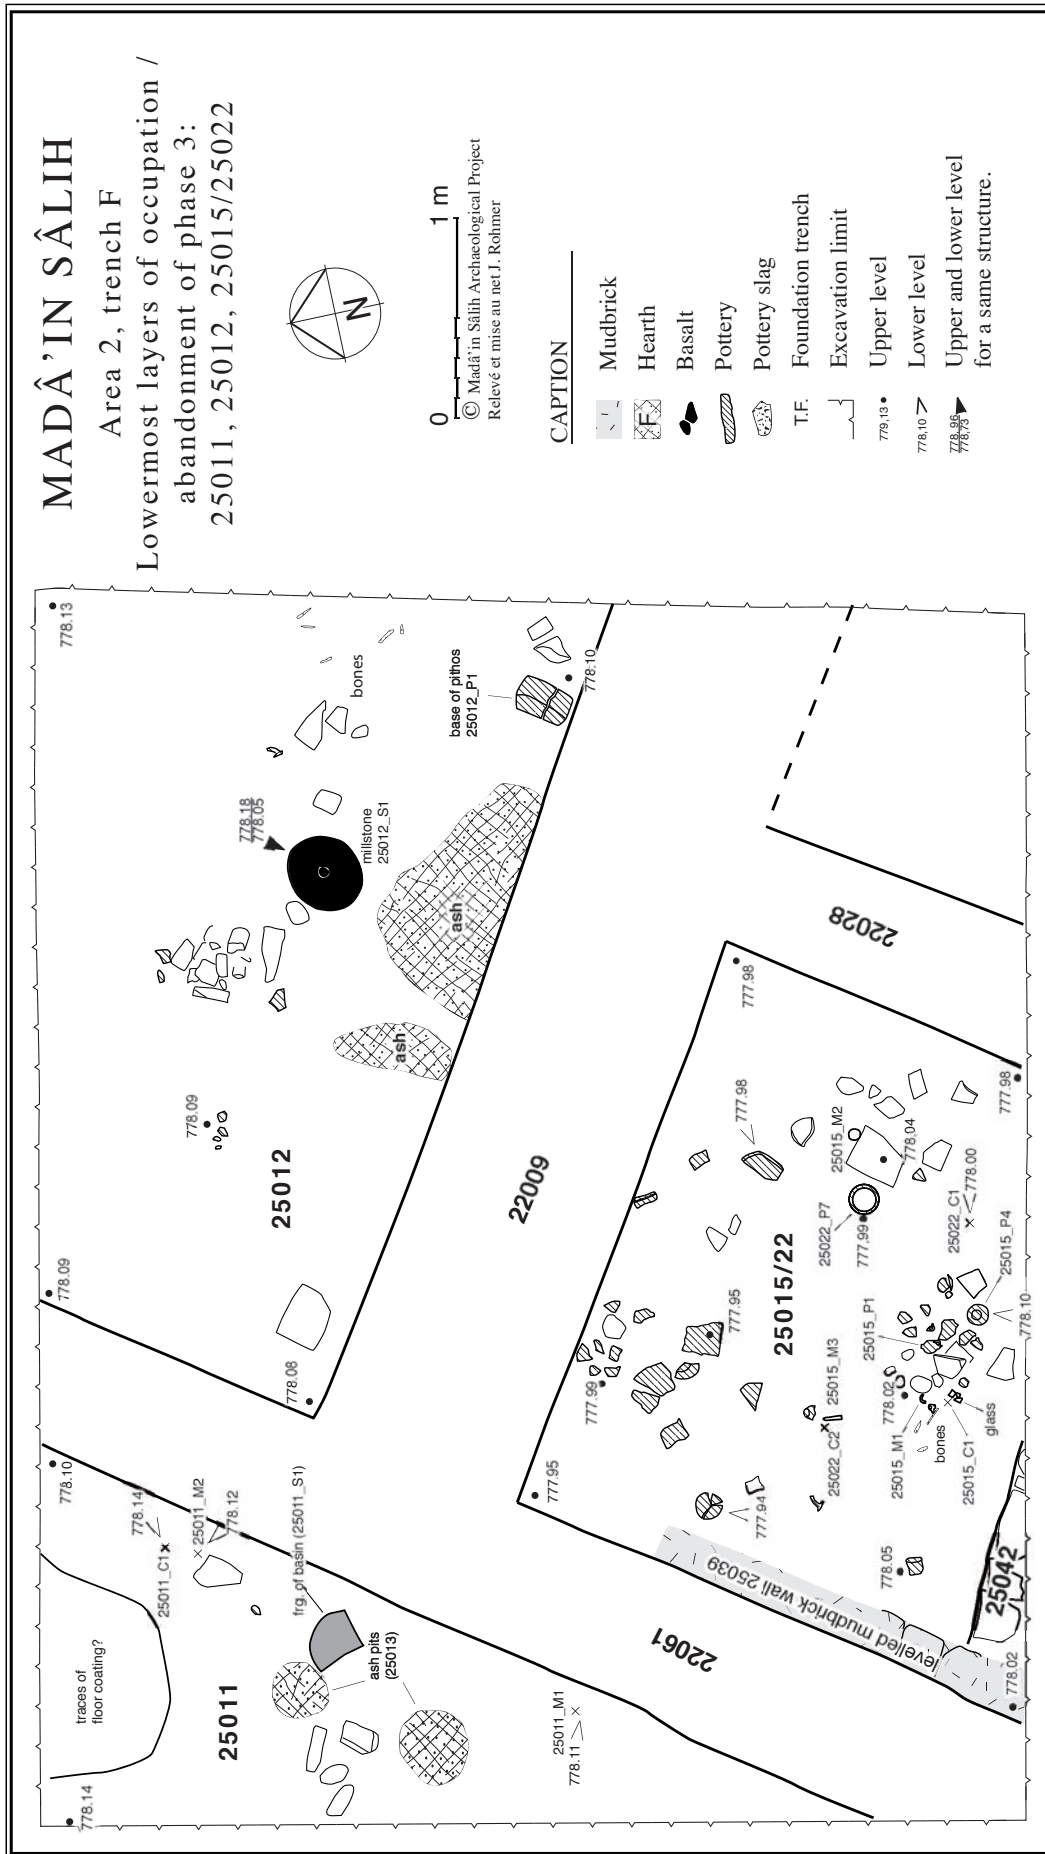 MADÂ'IN SÂLIH
Area 2, trench F
Lowermost layers of occupation /
abandonment of phase 3:
25011, 25012, 25015/25022
N
0 1 m
© Madâ'in Sâlih Archaeological Project
Relevé et mise au net J. Rohmer
CAPTION
Mudbrick
F Hearth
Basalt
Pottery
Pottery slag
T.F. Foundation trench
Excavation limit
779,13 Upper level
778,10 Lower level
778,96
778,73
Upper and lower level
for a same structure.
778.14
traces of
floor coating?
778.10
778.09
778.13
25011
25011_C1
778.14
25011_M2
778.12
frg. of basin (25011_S1)
ash pits
(25013)
25011_M1
778.11
778.08
25012
778.09
778.18
778.05
millstone
25012_S1
bones
base of pithos
25012_P1
778.10
ash
ash
22009
22061
22028
levelled mudbrick wall 25039
25042
778.02
778.05
777.95
777.94
777.99
777.95
25015/22
777.98
777.98
777.98
25015_M2
778,04
25022_P7
777,99
25022_C1
778.00
25015_P4
778.10
25015_P1
25015_M3
25022_C2
778.02
25015_M1
bones
25015_C1
glass